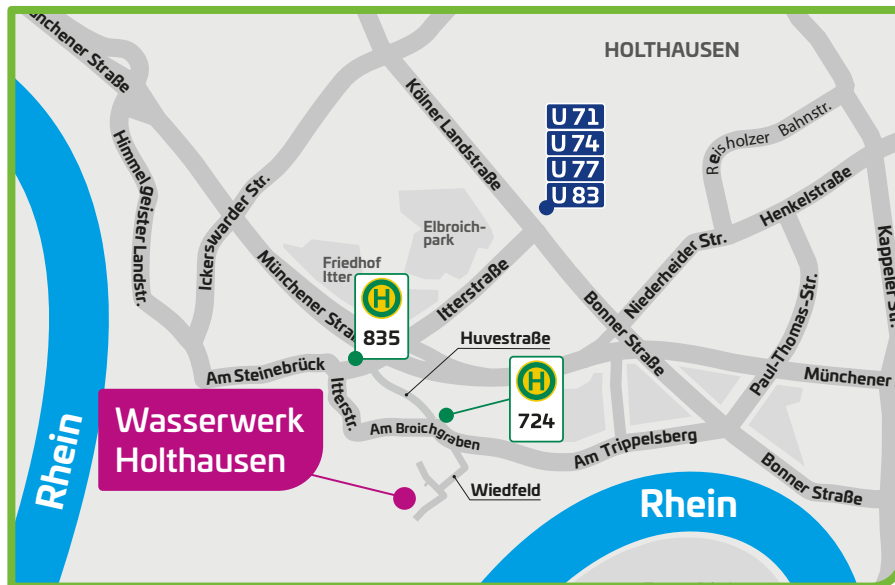 Münchener Straße
HOLTHAUSEN
Kölner Landstraße
U 71
U 74
U 77
U 83
Reisholzer Bahnstr.
Himmelgeister Landstr.
Ickerswarder Str.
Elbroich-
park
Henkelstraße
Friedhof
Itter
Münchener Straße
Itterstraße
Niederheider Str.
Kappeler Str.
H
835
Bonner Straße
Paul-Thomas-Str.
Huvestraße
Am Steinebrück
Itterstr.
H
724
Münchener
Wasserwerk
Holthausen
Am Broichgraben
Am Trippelsberg
Bonner Straße
Wiedfeld
Rhein
Rhein